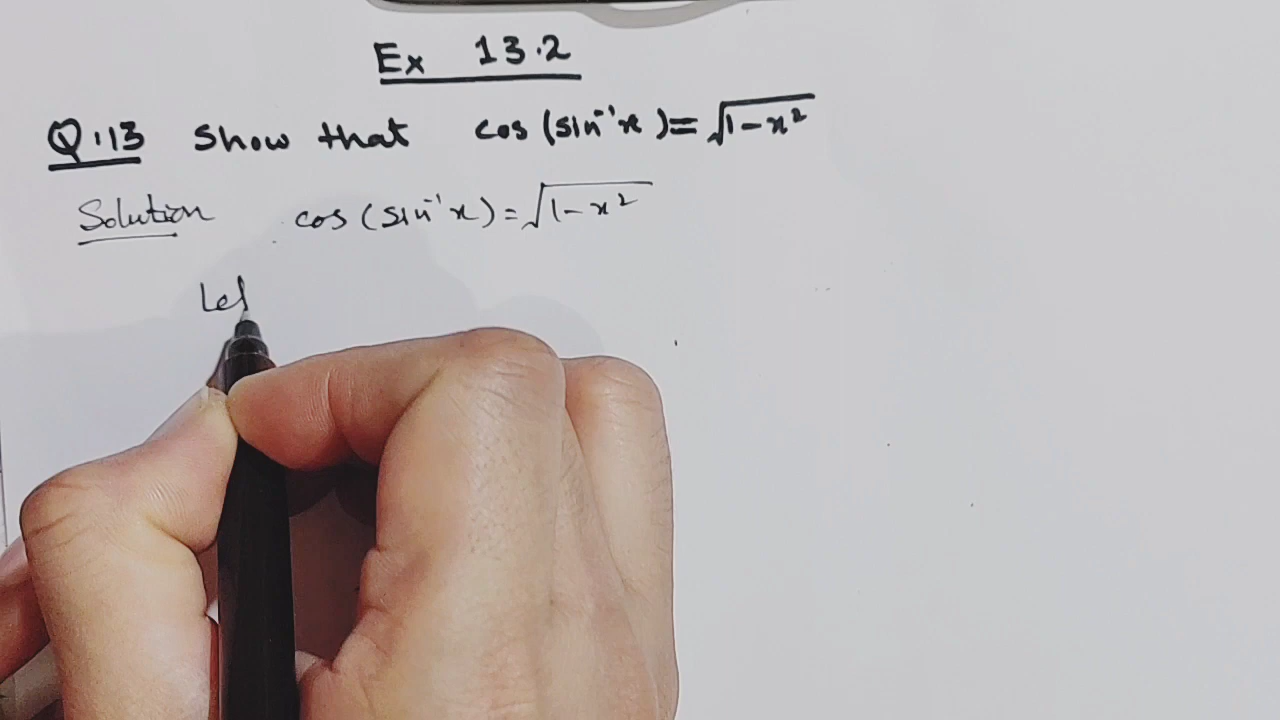 Ex 13.2
Q.13 Show that cos (sin⁻¹x) = √1-x²
Solution cos (sin⁻¹x) = √1-x²
Let